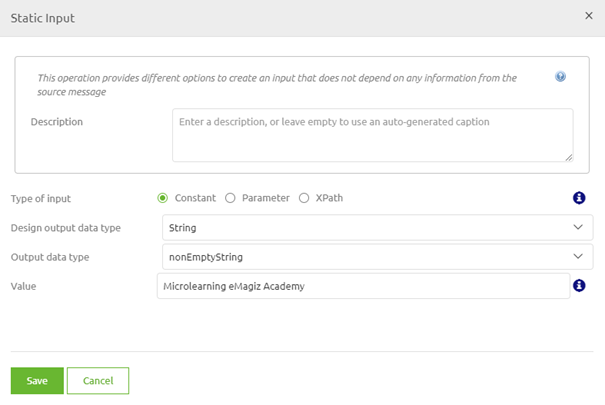 Static Input
×
This operation provides different options to create an input that does not depend on any information from the
source message
Description
Enter a description, or leave empty to use an auto-generated caption
Type of input
Constant Parameter XPath
Design output data type
String
Output data type
nonEmptyString
Value
Microlearning eMagiz Academy
Save Cancel